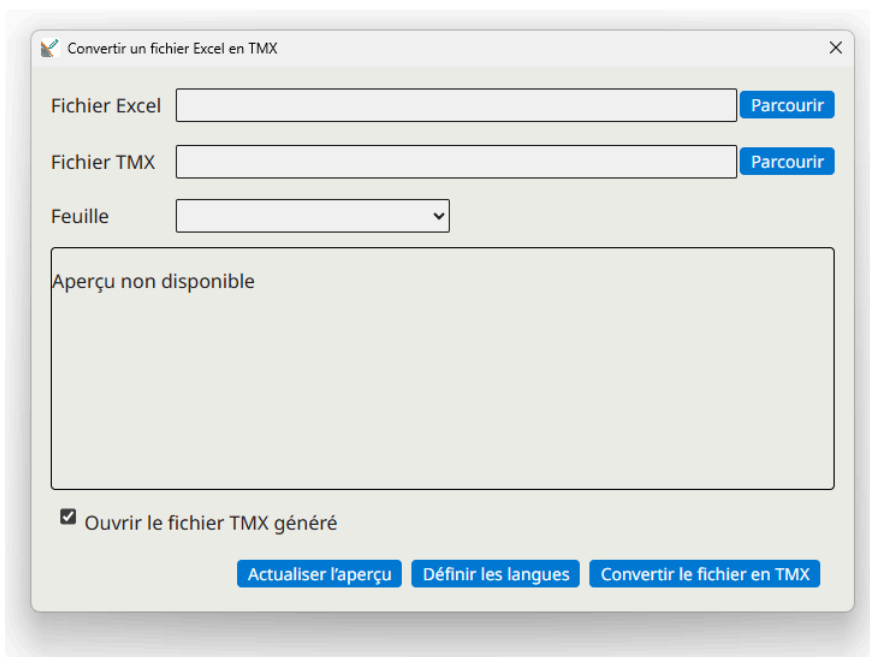 Convertir un fichier Excel en TMX
Fichier Excel
Parcourir
Fichier TMX
Parcourir
Feuille
Aperçu non disponible
Ouvrir le fichier TMX généré
Actualiser l’aperçu
Définir les langues
Convertir le fichier en TMX